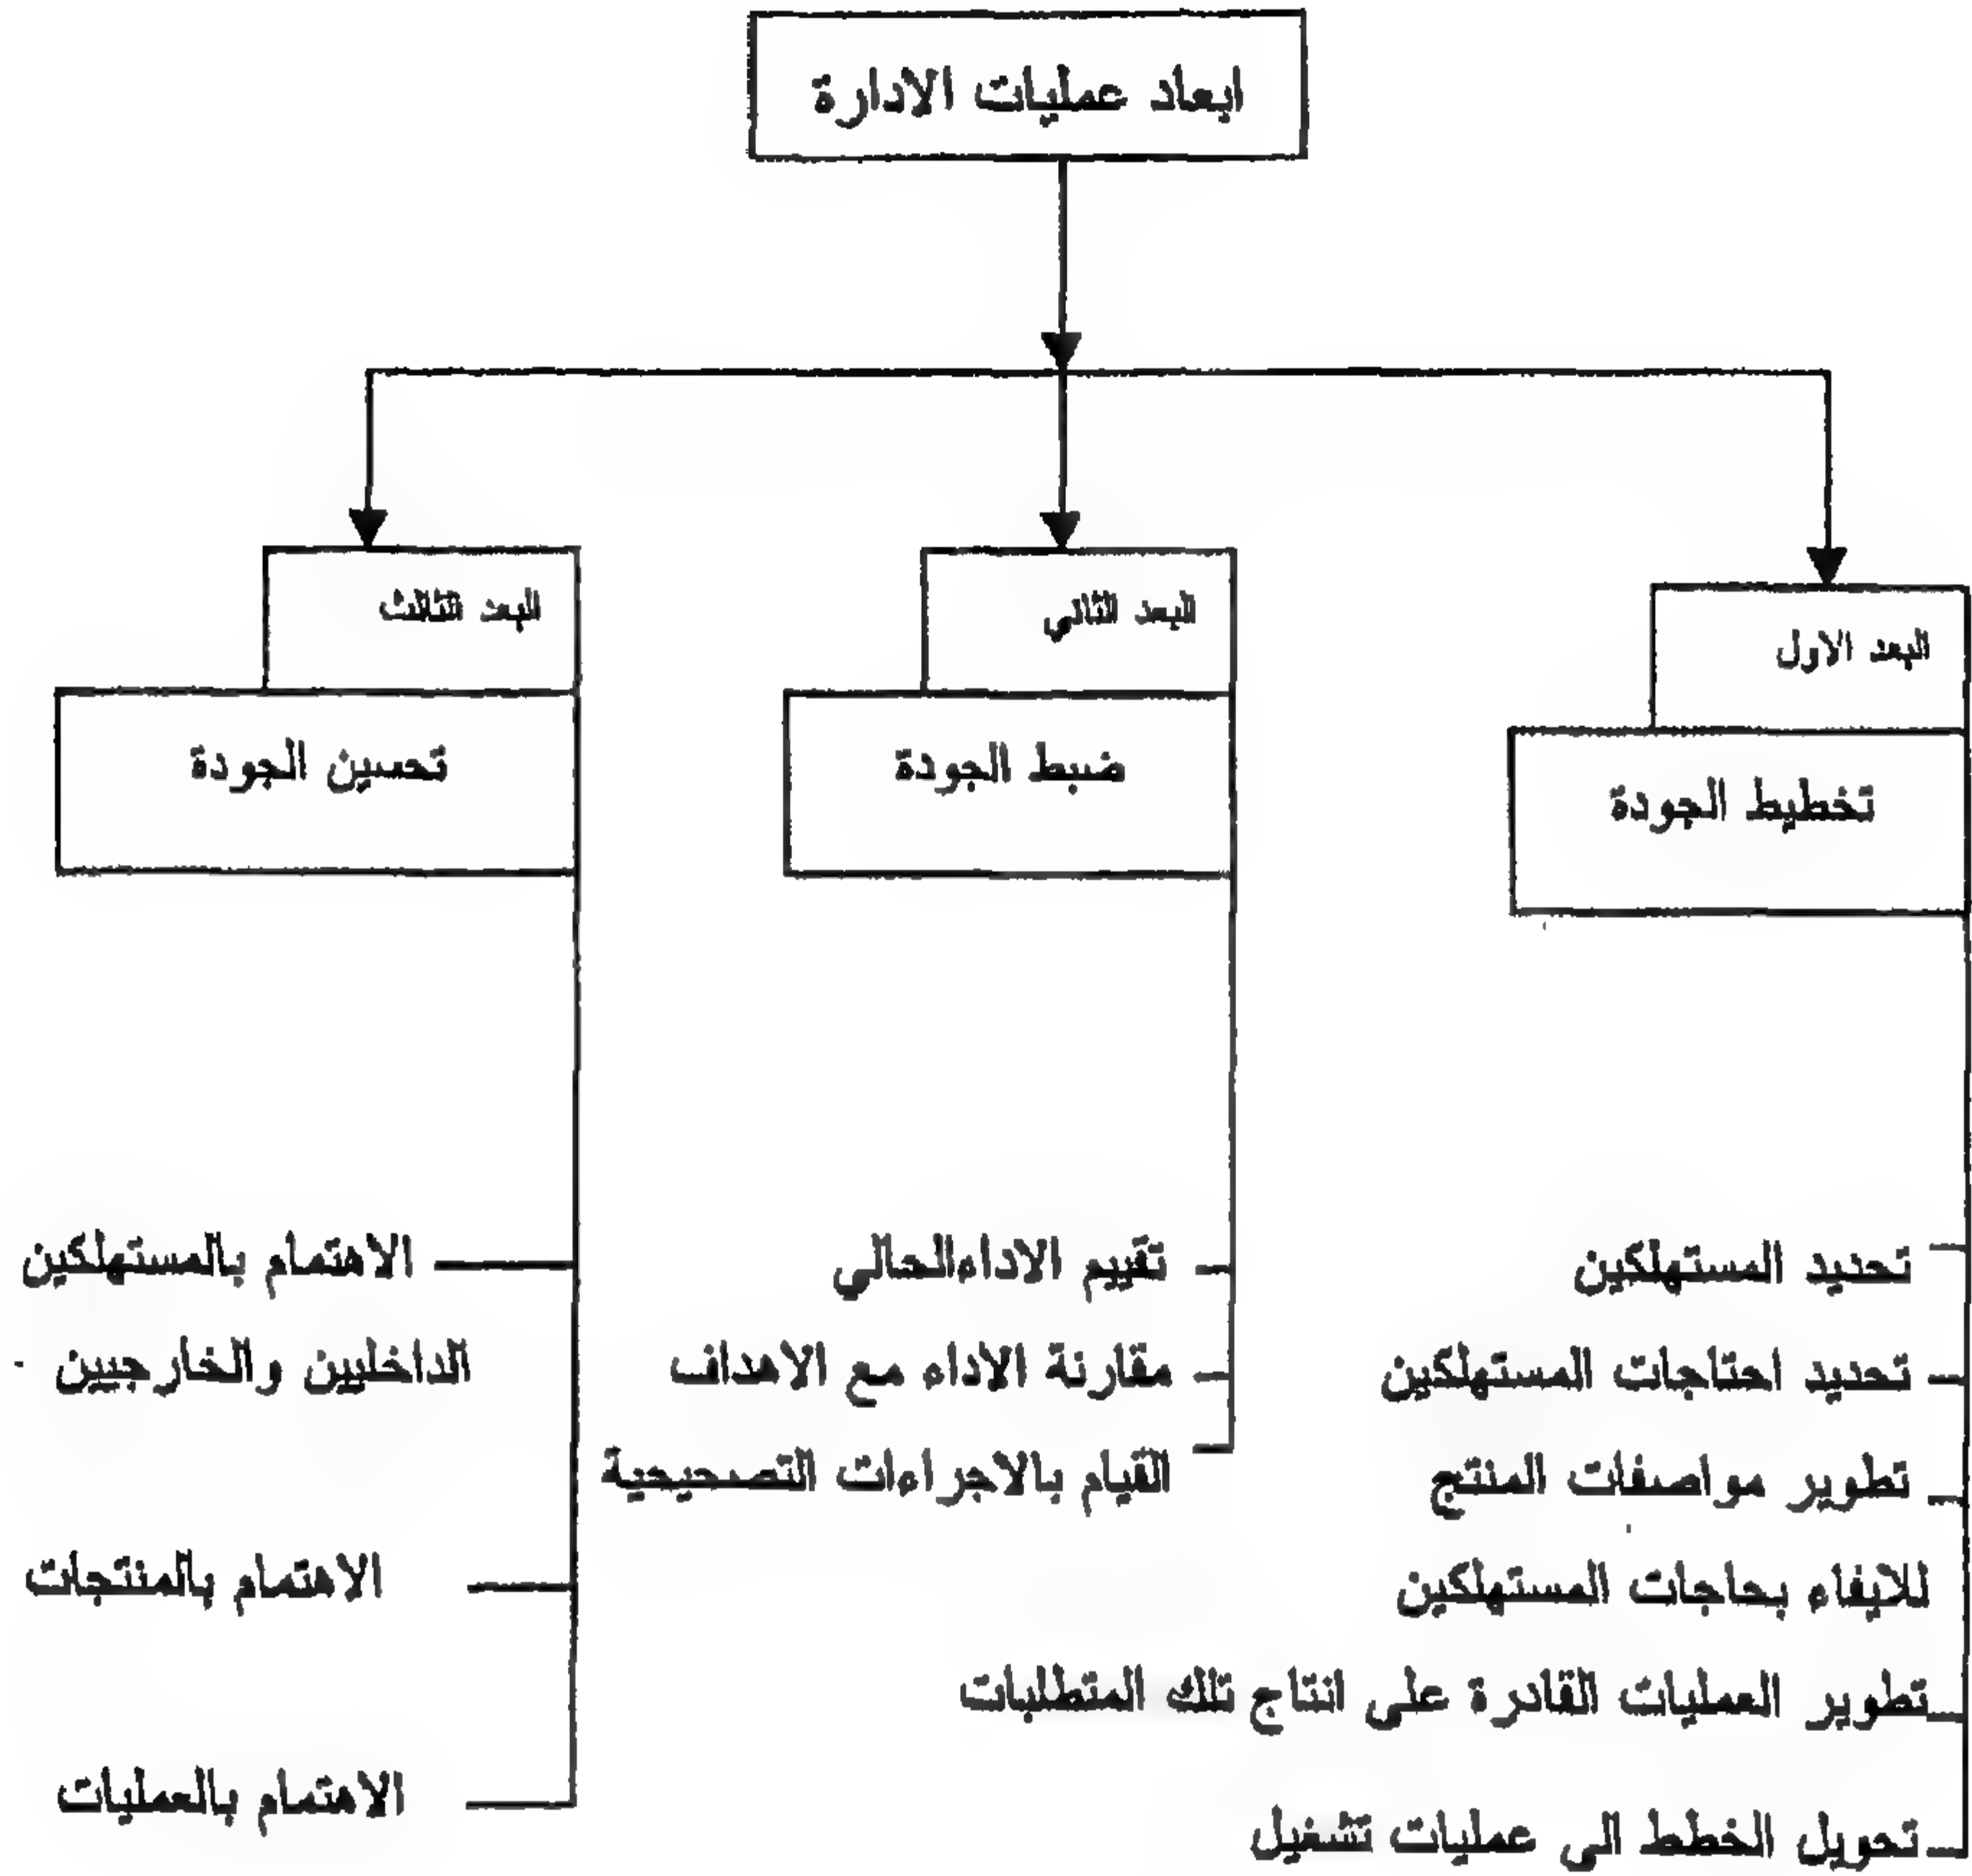 ابعاد عمليات الادارة
البعد الاول
تخطيط الجودة
تحديد المستهلكين
تحديد احتاجات المستهلكين
تطوير مواصفات المنتج
للايفاء بحاجات المستهلكين
تطوير العمليات القادرة على انتاج تلك المتطلبات
تحويل الخطط الى عمليات تشغيل
البعد الثاني
ضبط الجودة
تقييم الاداءالحالي
مقارنة الاداء مع الاهداف
القيام بالاجراءات التصحيحية
البعد الثالث
تحسين الجودة
الاهتمام بالمستهلكين
الداخليين والخارجيين
الاهتمام بالمنتجات
الاهتمام بالعمليات